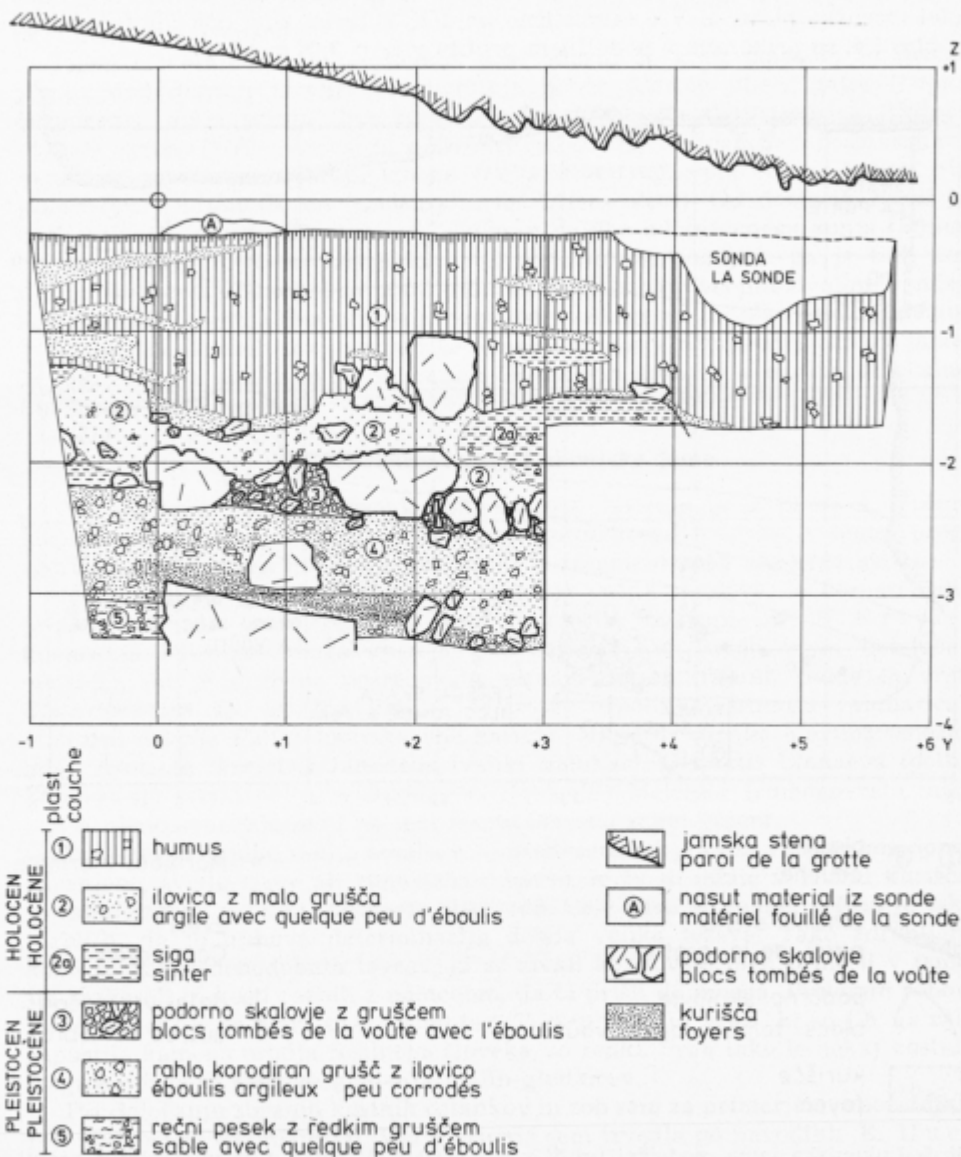 Z
+1
0
A
SONDA
LA SONDE
1
-1
2
2
2a
-2
2
3
4
-3
5
-4
-1 0 +1 +2 +3 +4 +5 +6 Y
plast
couche
HOLOCEN
HOLOCÈNE
1 humus
2 ilovica z malo grušča
argile avec quelque peu d'éboulis
2a siga
sinter
PLEISTOCEN
PLEISTOCÈNE
3 podorno skalovje z gruščem
blocs tombés de la voûte avec l'éboulis
4 rahlo korodiran grušč z ilovico
éboulis argileux peu corrodés
5 rečni pesek z redkim gruščem
sable avec quelque peu d'éboulis
jamska stena
paroi de la grotte
A nasut material iz sonde
matériel fouillé de la sonde
podorno skalovje
blocs tombés de la voûte
kurišča
foyers